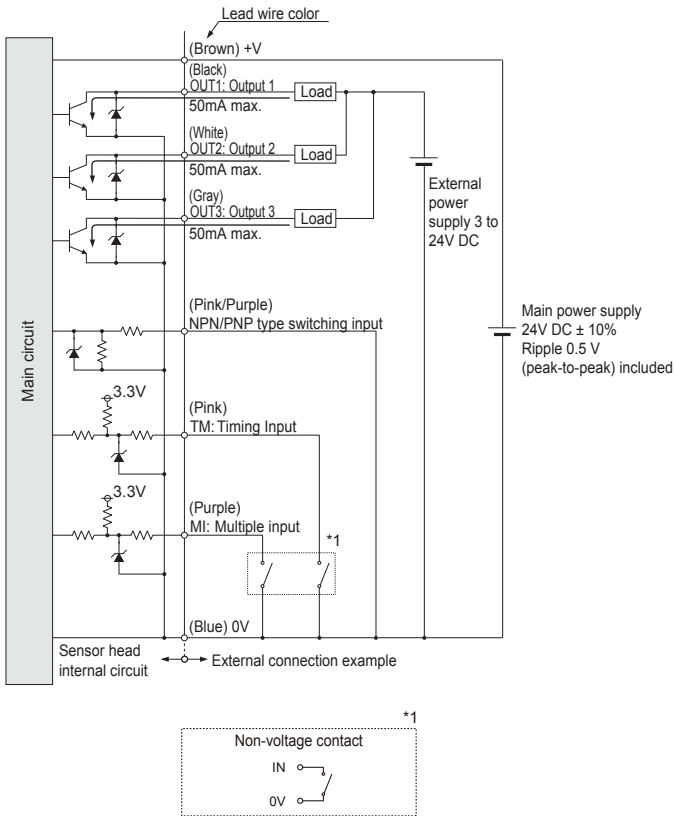 Lead wire color
(Brown) +V
(Black)
OUT1: Output 1
Load
50mA max.
(White)
OUT2: Output 2
Load
50mA max.
(Gray)
OUT3: Output 3
Load
50mA max.
External
power
supply 3 to
24V DC
Main circuit
(Pink/Purple)
NPN/PNP type switching input
Main power supply
24V DC ± 10%
Ripple 0.5 V
(peak-to-peak) included
3.3V
(Pink)
TM: Timing Input
3.3V
(Purple)
MI: Multiple input
*1
(Blue) 0V
Sensor head
internal circuit
External connection example
*1
Non-voltage contact
IN
0V